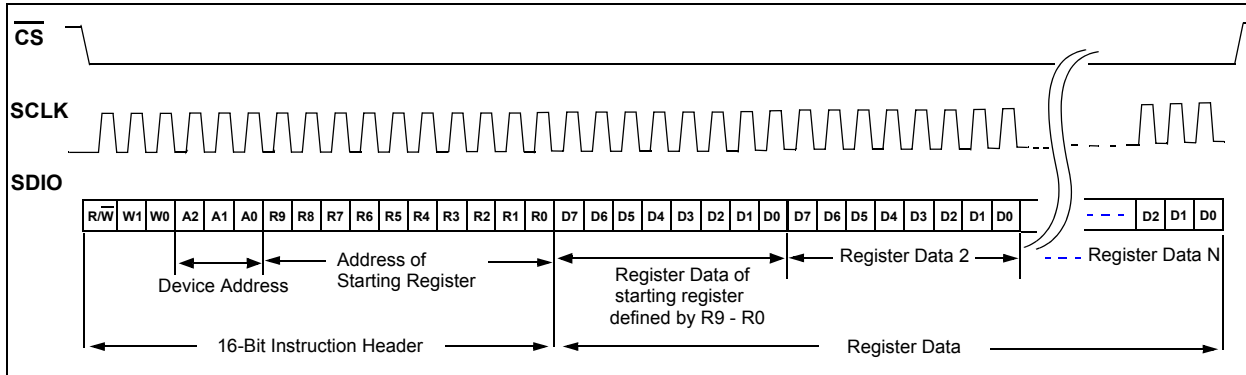 CS
SCLK
SDIO
R/W W1 W0 A2 A1 A0 R9 R8 R7 R6 R5 R4 R3 R2 R1 R0 D7 D6 D5 D4 D3 D2 D1 D0 D7 D6 D5 D4 D3 D2 D1 D0 D2 D1 D0
Device Address
Address of
Starting Register
Register Data of
starting register
defined by R9 - R0
Register Data 2
Register Data N
16-Bit Instruction Header
Register Data